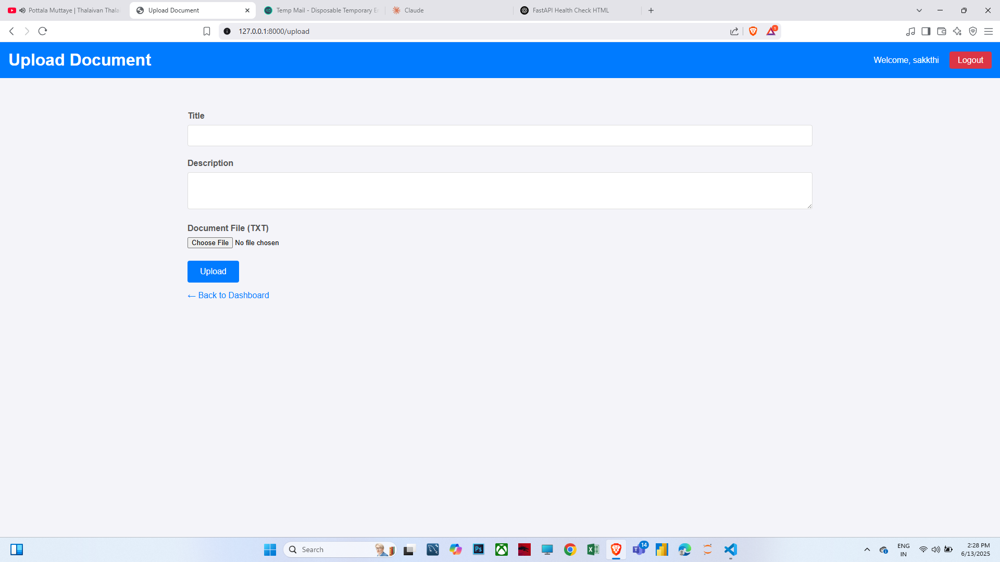 Pottala Muttaye | Thalaivan Thala
Upload Document
Temp Mail - Disposable Temporary E
Claude
FastAPI Health Check HTML
127.0.0.1:8000/upload
1
Upload Document
Welcome, sakkthi
Logout
Title
Description
Document File (TXT)
Choose File No file chosen
Upload
← Back to Dashboard
Search
Ps
14
ENG
IN
2:28 PM
6/13/2025